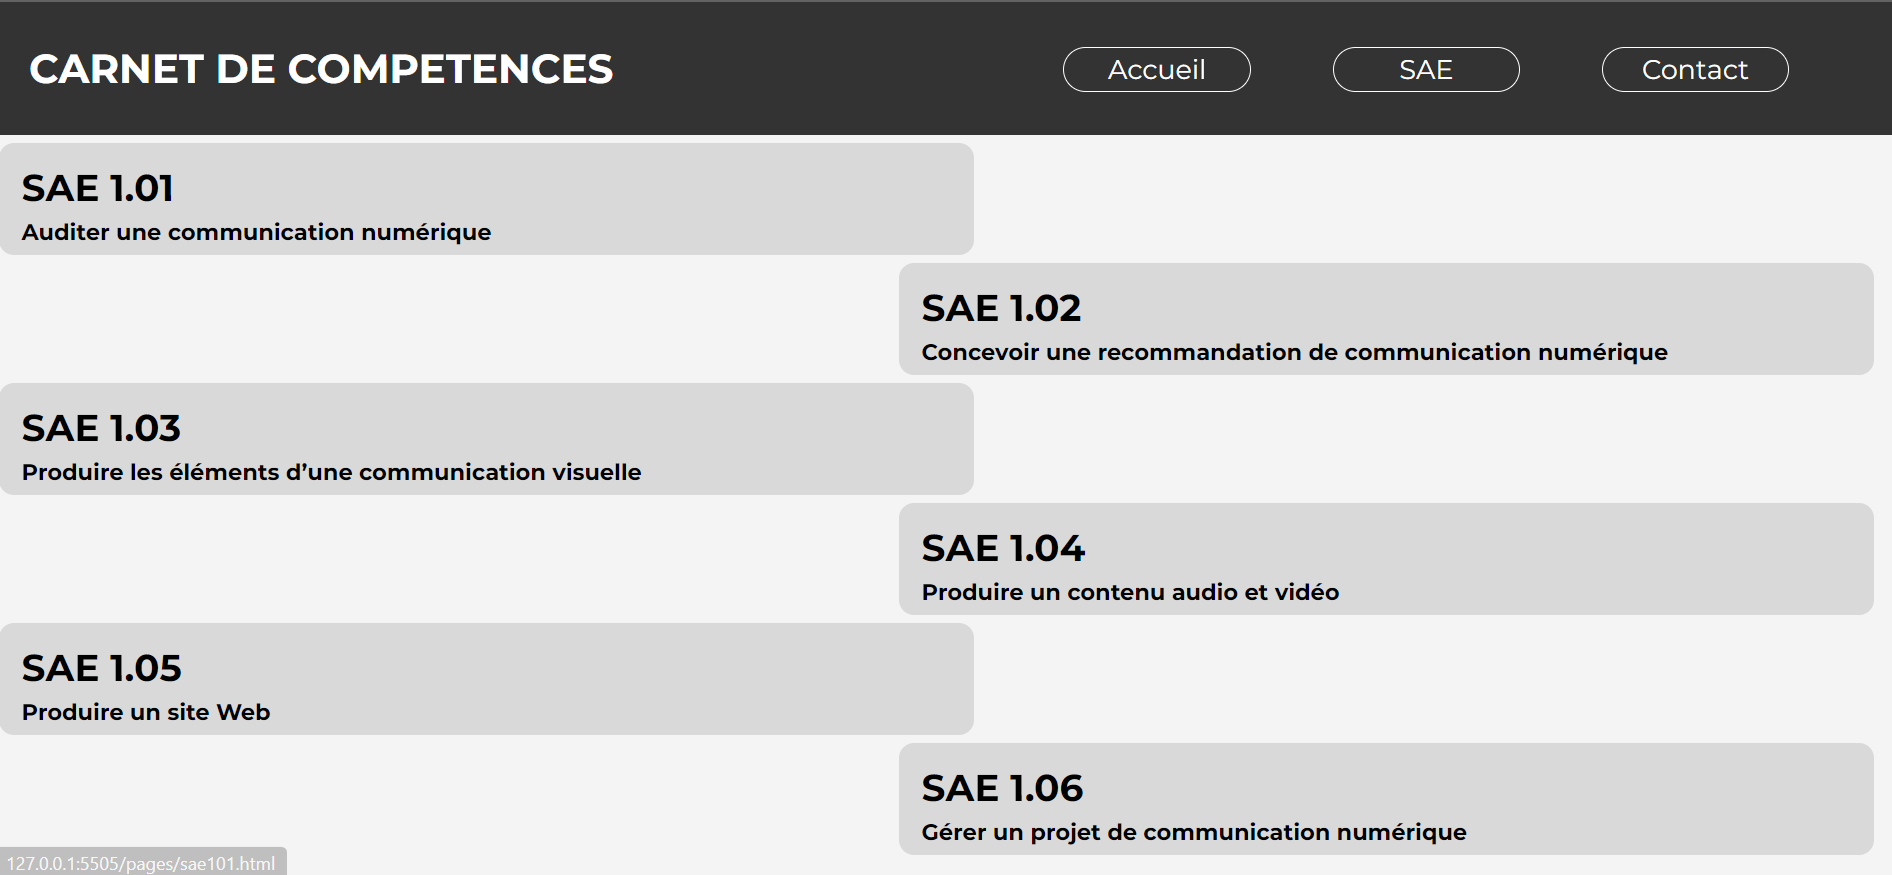 CARNET DE COMPETENCES
Accueil
SAE
Contact
SAE 1.01
Auditer une communication numérique
SAE 1.02
Concevoir une recommandation de communication numérique
SAE 1.03
Produire les éléments d’une communication visuelle
SAE 1.04
Produire un contenu audio et vidéo
SAE 1.05
Produire un site Web
SAE 1.06
Gérer un projet de communication numérique
127.0.0.1:5505/pages/sae101.html